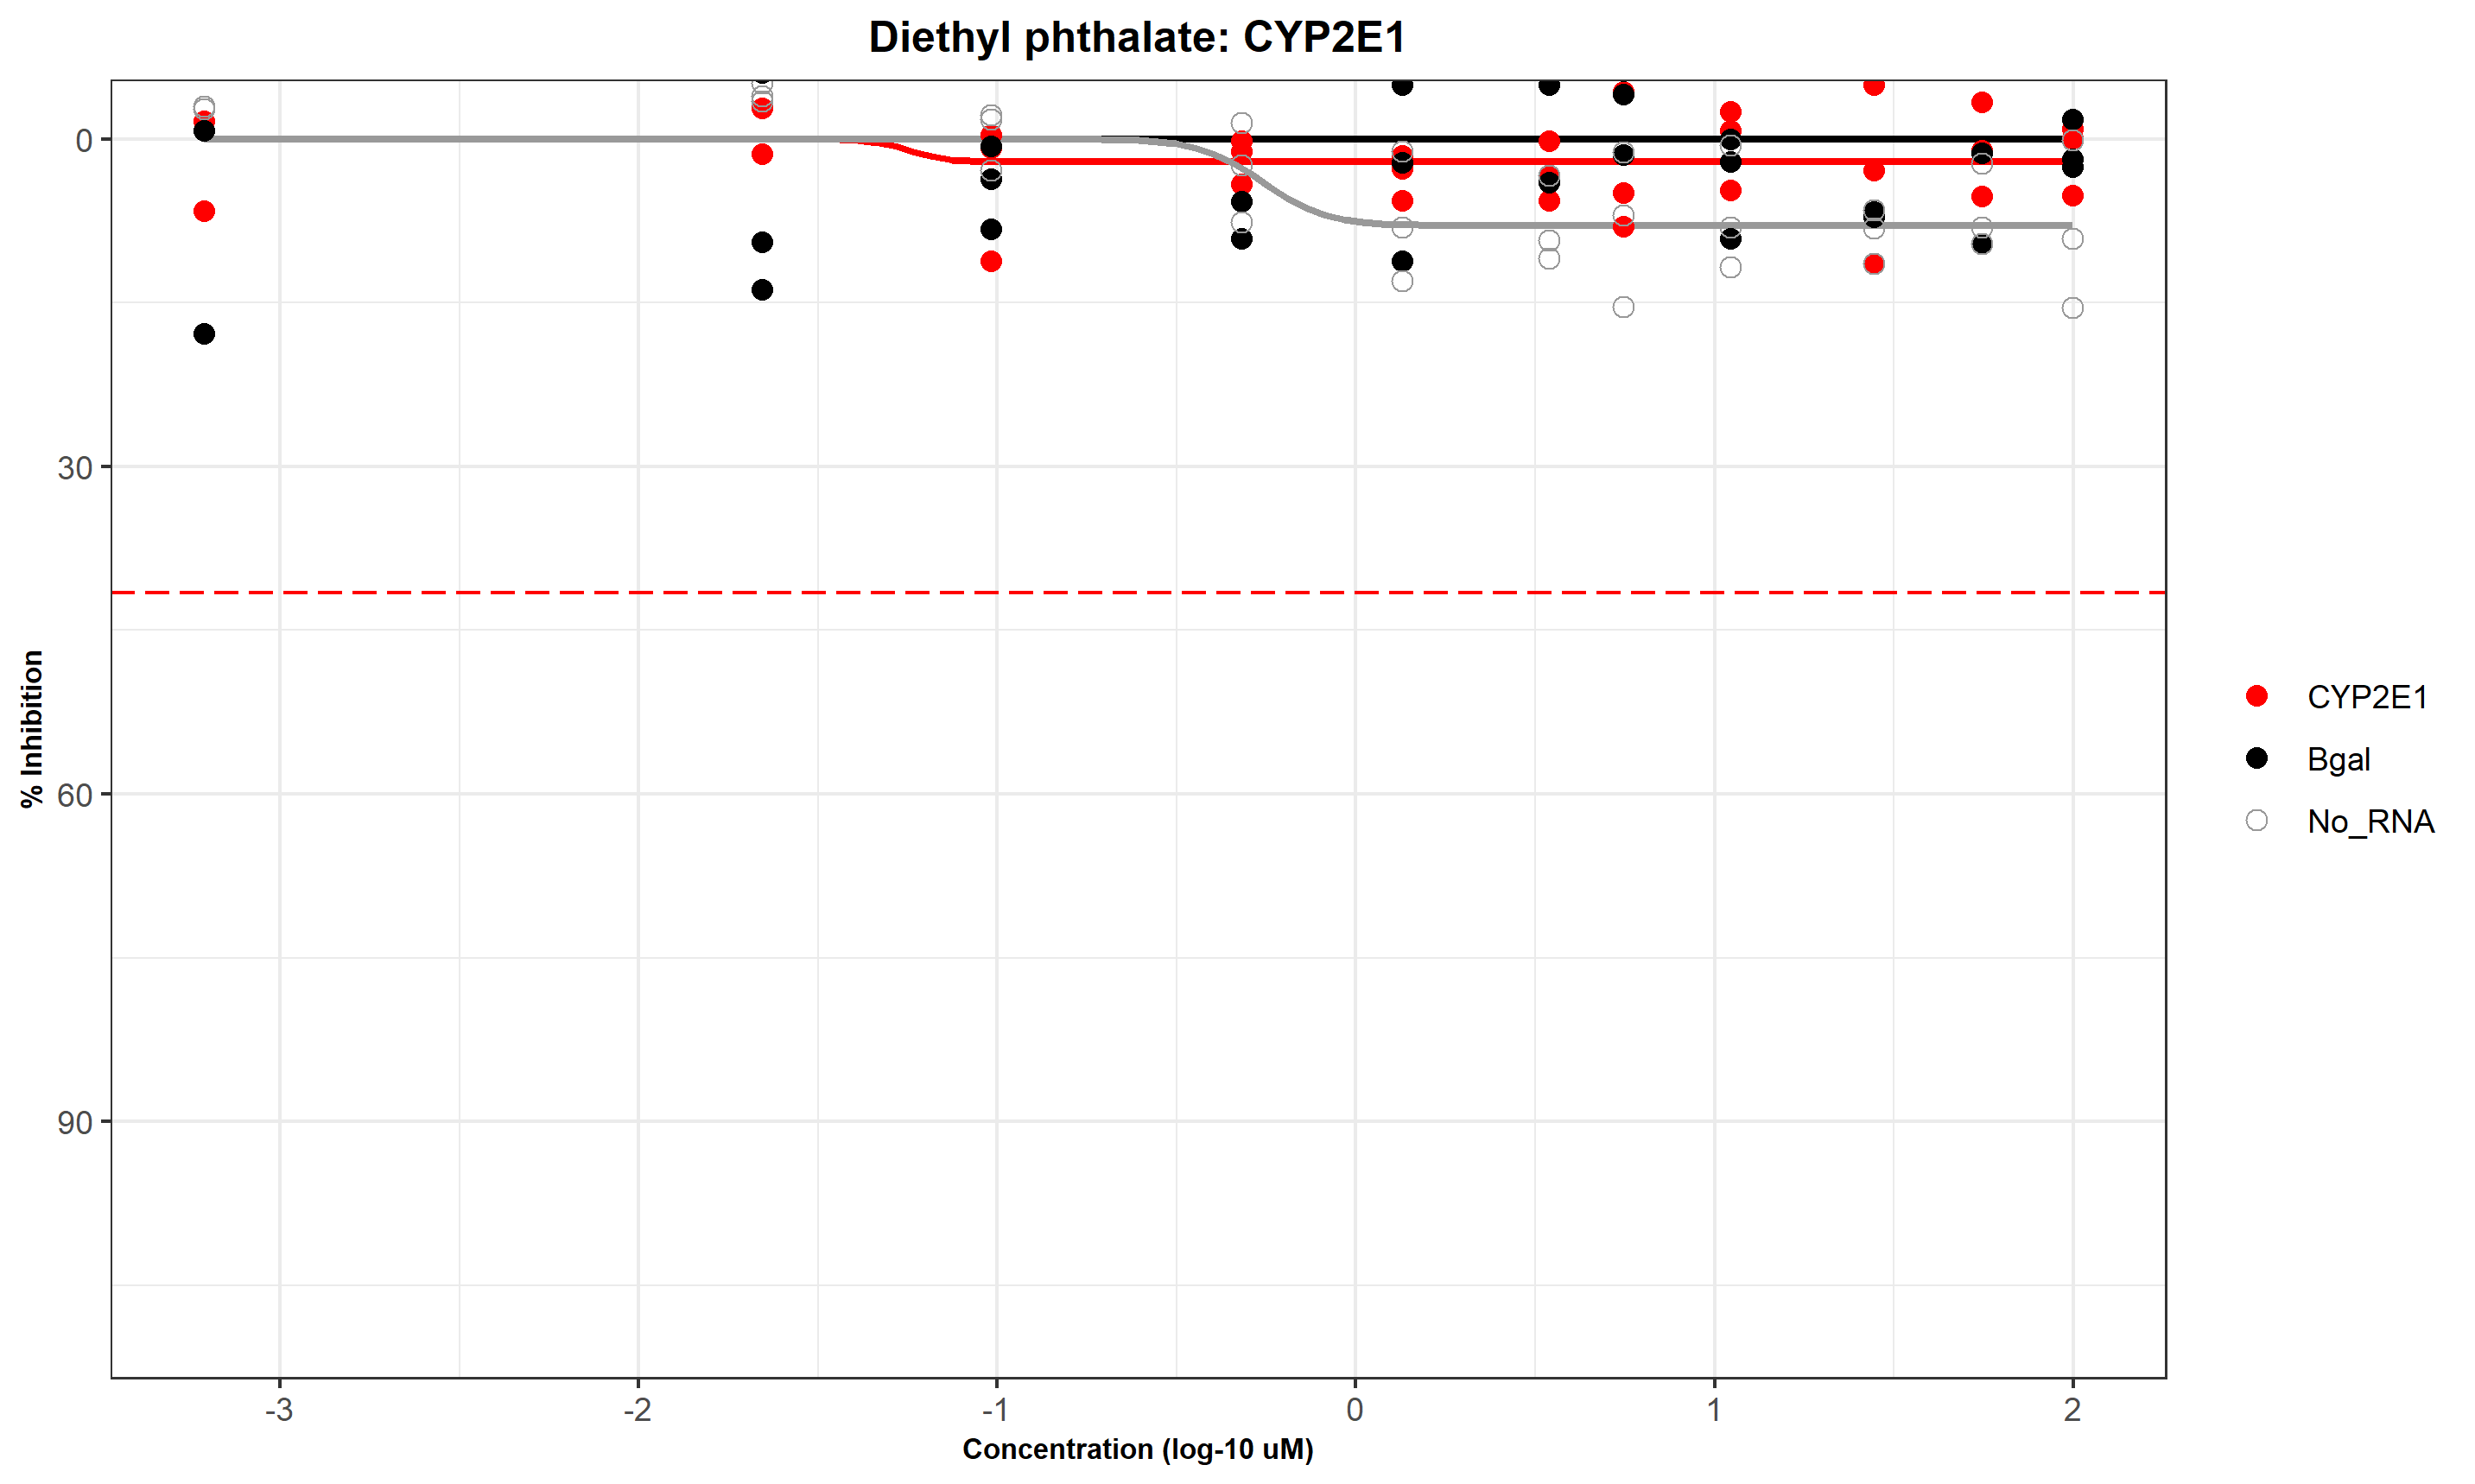 Diethyl phthalate: CYP2E1
0
30
60
90
% Inhibition
-3
-2
-1
0
1
2
Concentration (log-10 uM)
CYP2E1
Bgal
No_RNA